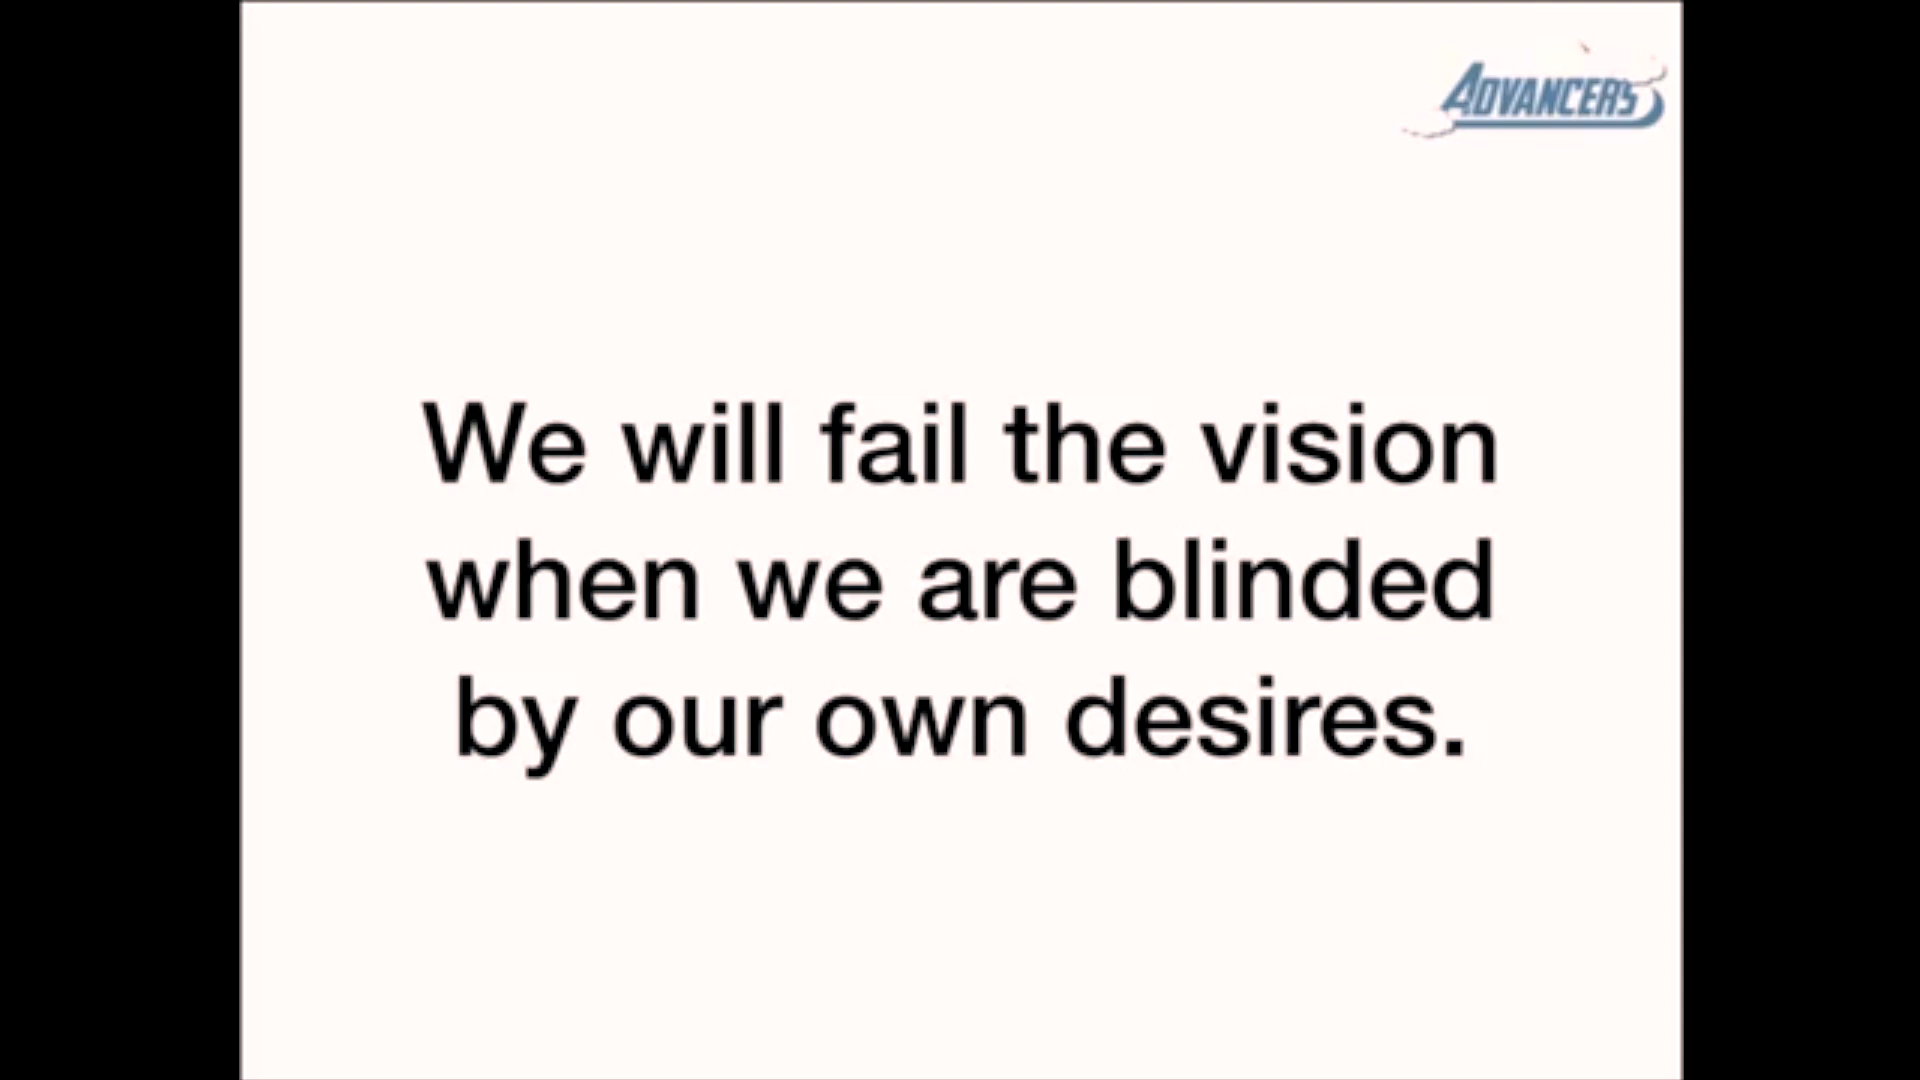 ADVANCERS
We will fail the vision
when we are blinded
by our own desires.